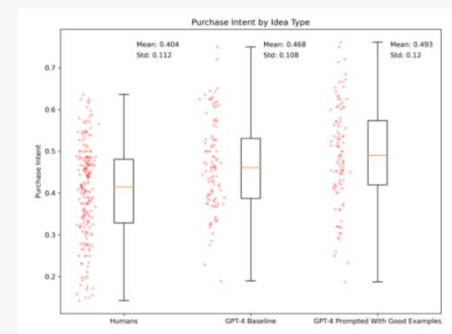 Purchase Intent by Idea Type
Mean: 0.404
Std: 0.112
Mean: 0.468
Std: 0.108
Mean: 0.493
Std: 0.12
0.7
0.6
0.5
0.4
0.3
0.2
Purchase Intent
Humans
GPT-4 Baseline
GPT-4 Prompted With Good Examples